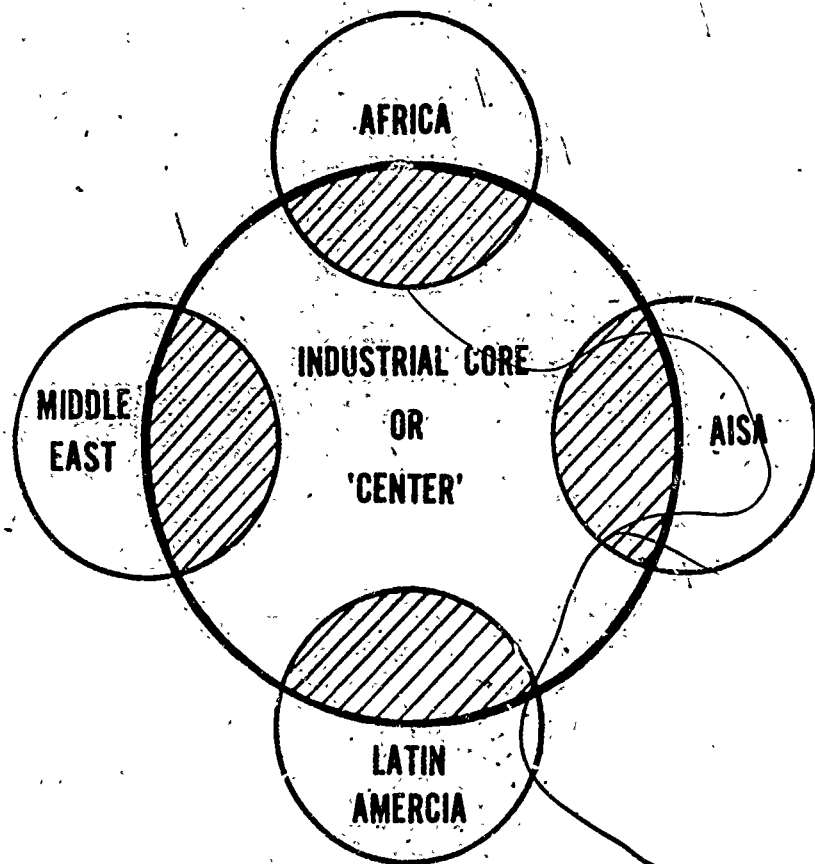 AFRICA
INDUSTRIAL CORE
OR
'CENTER'
MIDDLE
EAST
AISA
LATIN
AMERCIA